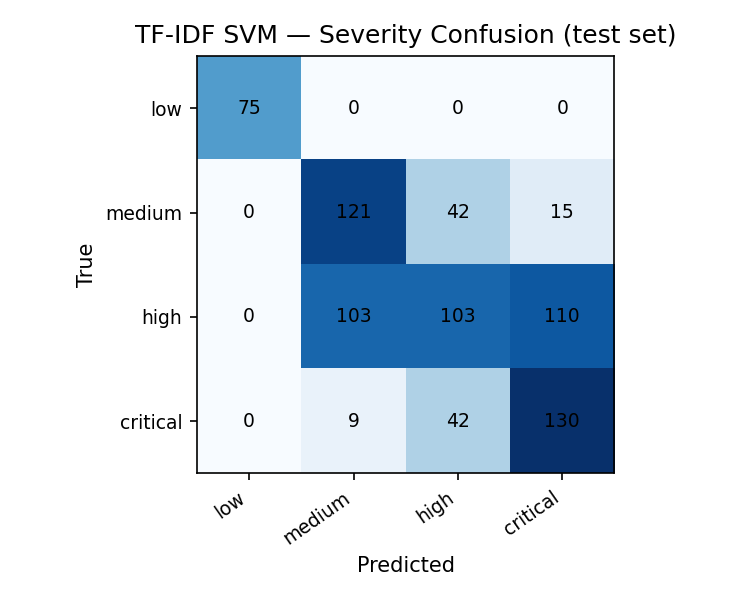 TF-IDF SVM — Severity Confusion (test set)
low 75 0 0 0
medium 0 121 42 15
high 0 103 103 110
critical 0 9 42 130
True
low medium high critical
Predicted